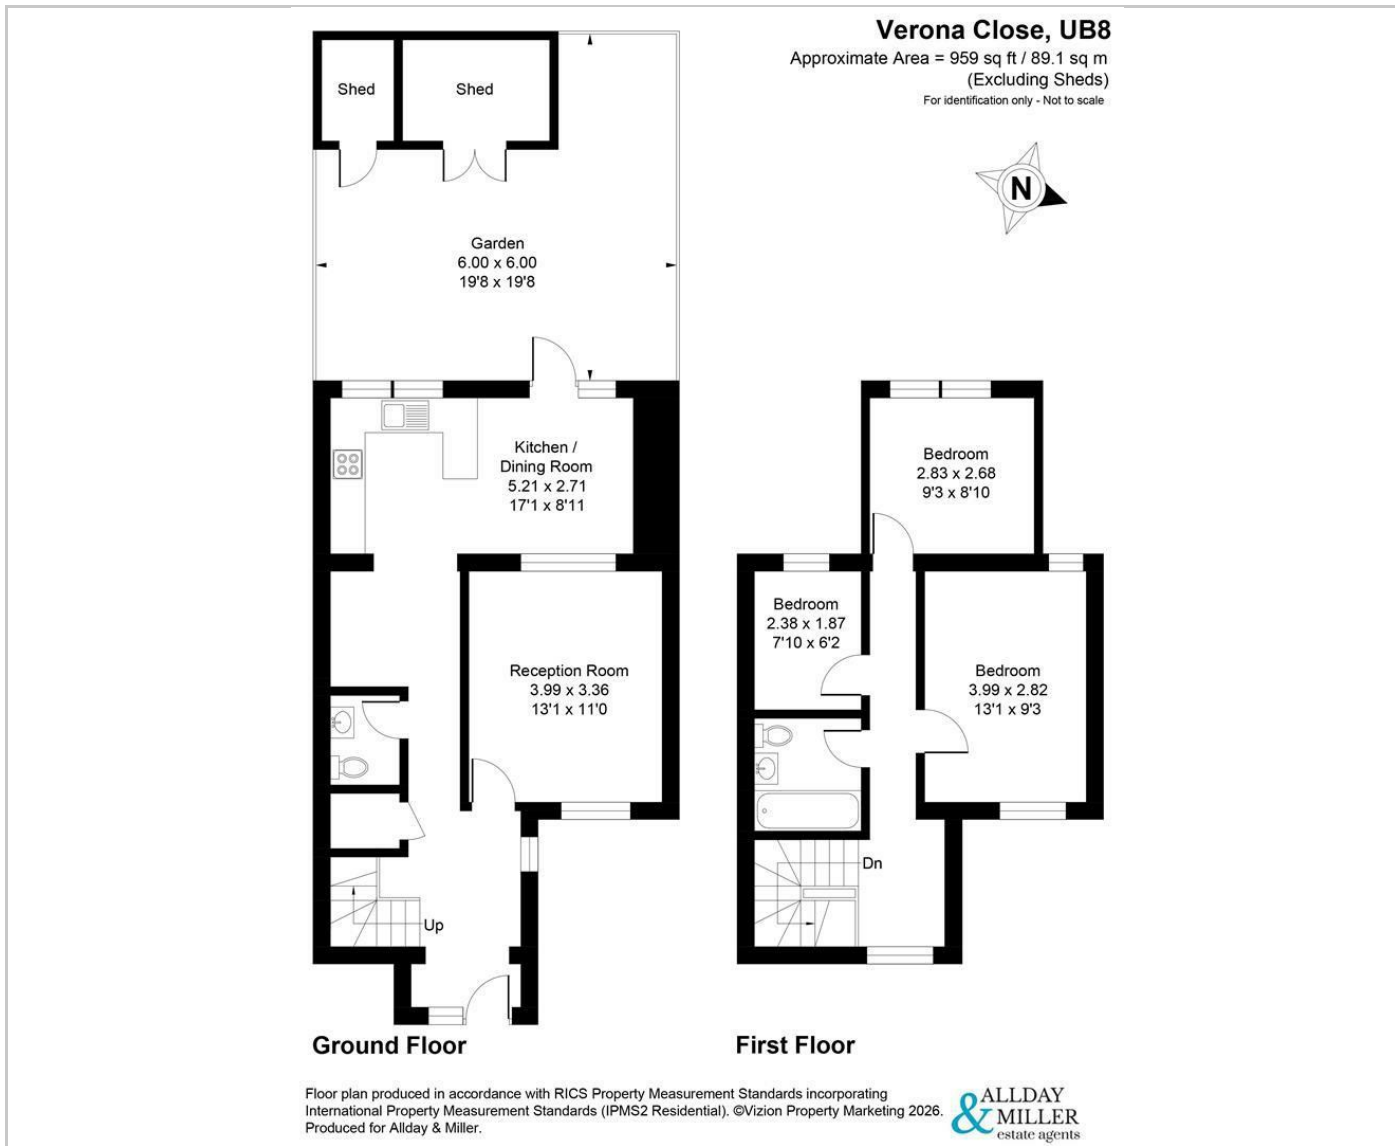 Verona Close, UB8
Approximate Area = 959 sq ft / 89.1 sq m
(Excluding Sheds)
For identification only - Not to scale
N
Shed
Shed
Garden
6.00 x 6.00
19'8 x 19'8
Kitchen /
Dining Room
5.21 x 2.71
17'1 x 8'11
Reception Room
3.99 x 3.36
13'1 x 11'0
Up
Ground Floor
Bedroom
2.83 x 2.68
9'3 x 8'10
Bedroom
2.38 x 1.87
7'10 x 6'2
Bedroom
3.99 x 2.82
13'1 x 9'3
Dn
First Floor
Floor plan produced in accordance with RICS Property Measurement Standards incorporating
International Property Measurement Standards (IPMS2 Residential). ©Vizion Property Marketing 2026.
Produced for Allday & Miller.
ALLDAY
& MILLER
estate agents